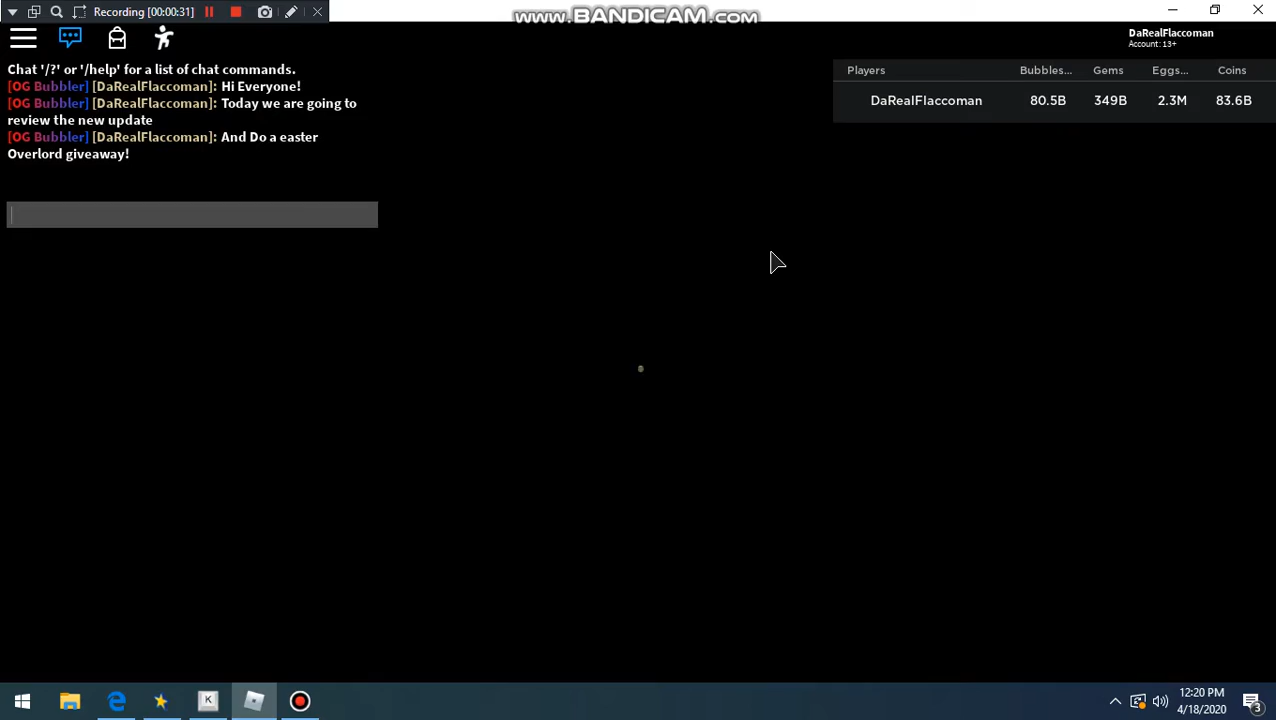 Recording [00:00:31]
www.BANDICAM.com
DaRealFlaccoman
Account: 13+
Chat '/?' or '/help' for a list of chat commands.
[OG Bubbler] [DaRealFlaccoman]: Hi Everyone!
[OG Bubbler] [DaRealFlaccoman]: Today we are going to
review the new update
[OG Bubbler] [DaRealFlaccoman]: And Do a easter
Overlord giveaway!
Players Bubbles... Gems Eggs... Coins
DaRealFlaccoman 80.5B 349B 2.3M 83.6B
K
12:20 PM
4/18/2020
3